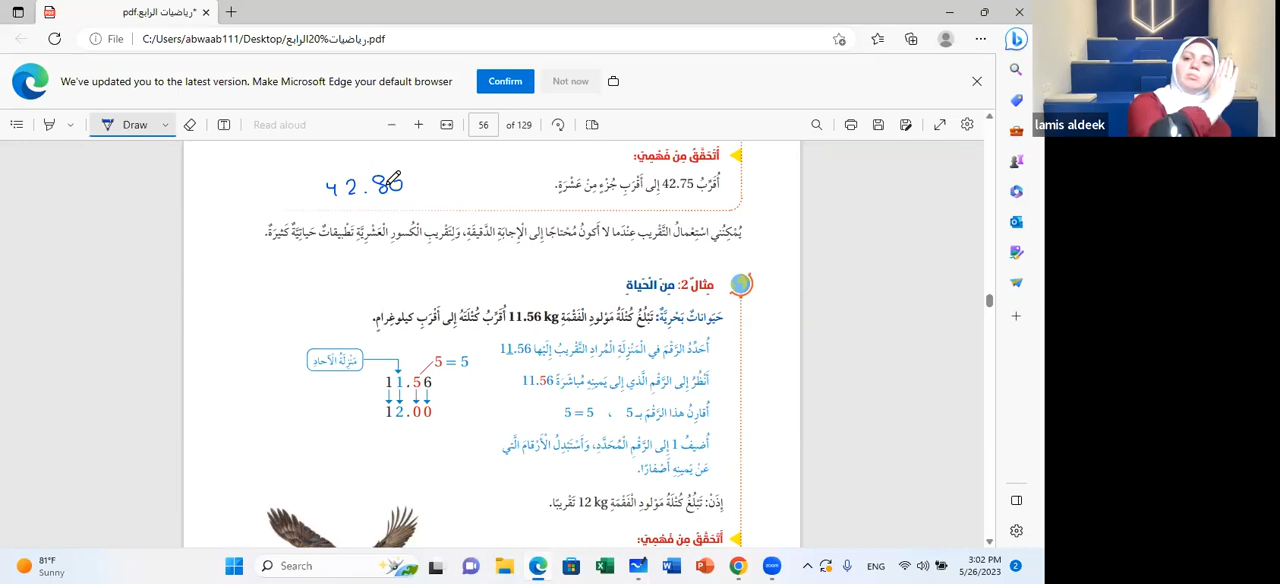 رياضيات الرابع.pdf*
File
C:/Users/abwaab111/Desktop/رياضيات%20الرابع.pdf
We've updated you to the latest version. Make Microsoft Edge your default browser
Confirm
Not now
Draw
Read aloud
56 of 129
lamis aldeek
أَتَحَقَّقُ مِنْ فَهْمِيَ:
أُقَرِّبُ 42.75 إِلى أَقْرَبِ جُزْءٍ مِنْ عَشَرَةٍ.
42.80
يُمْكِنُني اسْتِعْمالُ التَّقْريبِ عِنْدَما لا أَكونُ مُحْتاجًا إِلى الْإِجابَةِ الدَّقيقَةِ، وَلِتَقْريبِ الْكُسورِ الْعَشْرِيَّةِ تَطْبيقاتٌ حَياتِيَّةٌ كَثيرَةٌ.
مِثالٌ 2: مِنَ الْحَياةِ
حَيَواناتٌ بَحْرِيَّةٌ: تَبْلُغُ كُتْلَةُ مَوْلودِ الْفَقْمَةِ 11.56 kg أُقَرِّبُ كُتْلَتَهُ إِلى أَقْرَبِ كيلوغِرامٍ.
أُحَدِّدُ الرَّقْمَ في الْمَنْزِلَةِ الْمُرادِ التَّقْريبُ إِلَيْها 11.56
أَنْظُرُ إِلى الرَّقْمِ الَّذي إِلى يَمينِهِ مُباشَرَةً 11.56
أُقارِنُ هذا الرَّقْمَ بـ 5 ، 5 = 5
أُضيفُ 1 إِلى الرَّقْمِ الْمُحَدَّدِ، وَأَسْتَبْدِلُ الْأَرْقامَ الَّتي
عَنْ يَمينِهِ أَصْفارًا.
مَنْزِلَةُ الْآحادِ
5 = 5
11.56
12.00
إِذَنْ: تَبْلُغُ كُتْلَةُ مَوْلودِ الْفَقْمَةِ 12 kg تَقْريبًا.
أَتَحَقَّقُ مِنْ فَهْمِيَ:
81°F
Sunny
Search
ENG
3:02 PM
5/26/2023
2